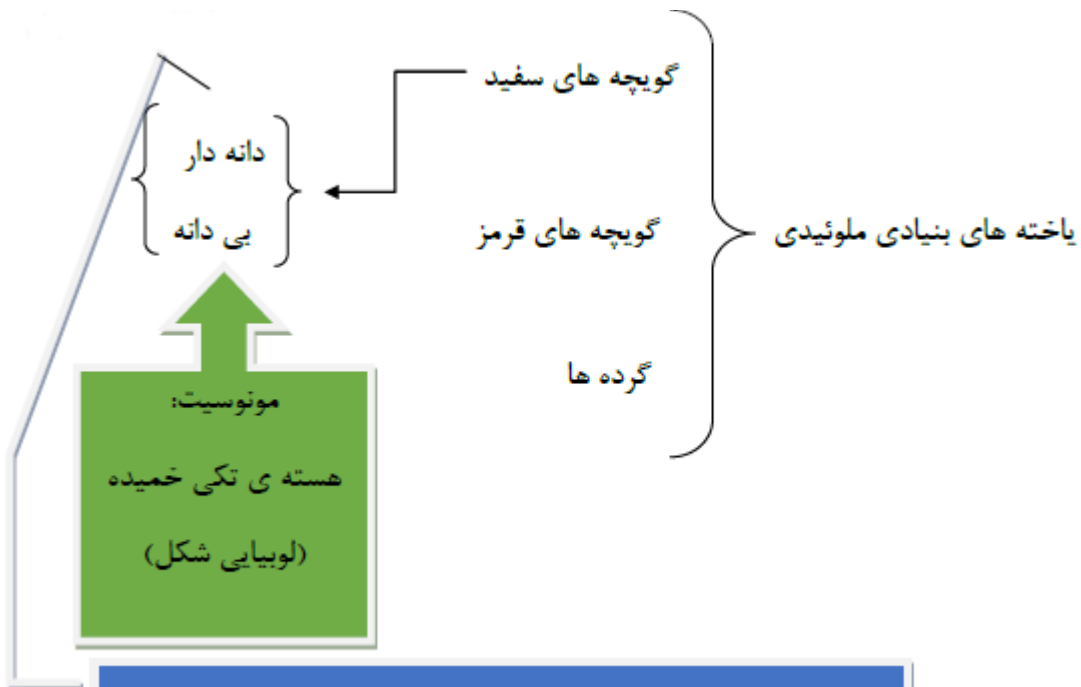 یاخته های بنیادی ملوئیدی
گویچه های سفید
گویچه های قرمز
گرده ها
دانه دار
بی دانه
مونوسیت:
هسته ی تکی خمیده
(لوبیایی شکل)